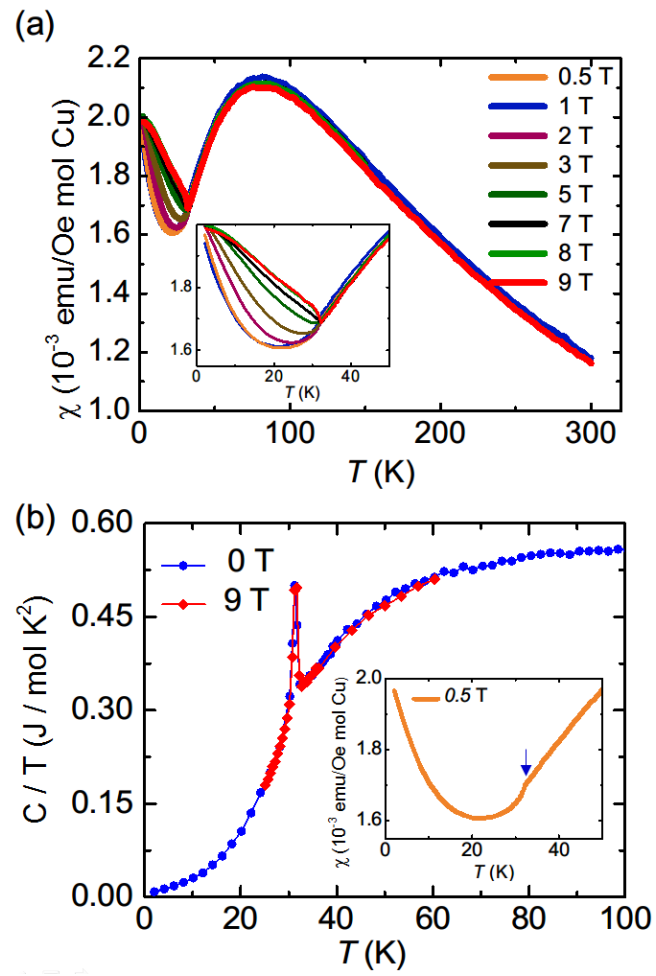 (a)
χ (10⁻³ emu/Oe mol Cu)
2.2
2.0
1.8
1.6
1.4
1.2
1.0
0.5 T
1 T
2 T
3 T
5 T
7 T
8 T
9 T
1.8
1.6
0 20 40
T (K)
0 100 200 300
T (K)
(b)
C / T (J / mol K²)
0.60
0.45
0.30
0.15
0.00
0 T
9 T
χ (10⁻³ emu/Oe mol Cu)
2.0
1.8
1.6
0.5 T
0 20 40
T (K)
0 20 40 60 80 100
T (K)